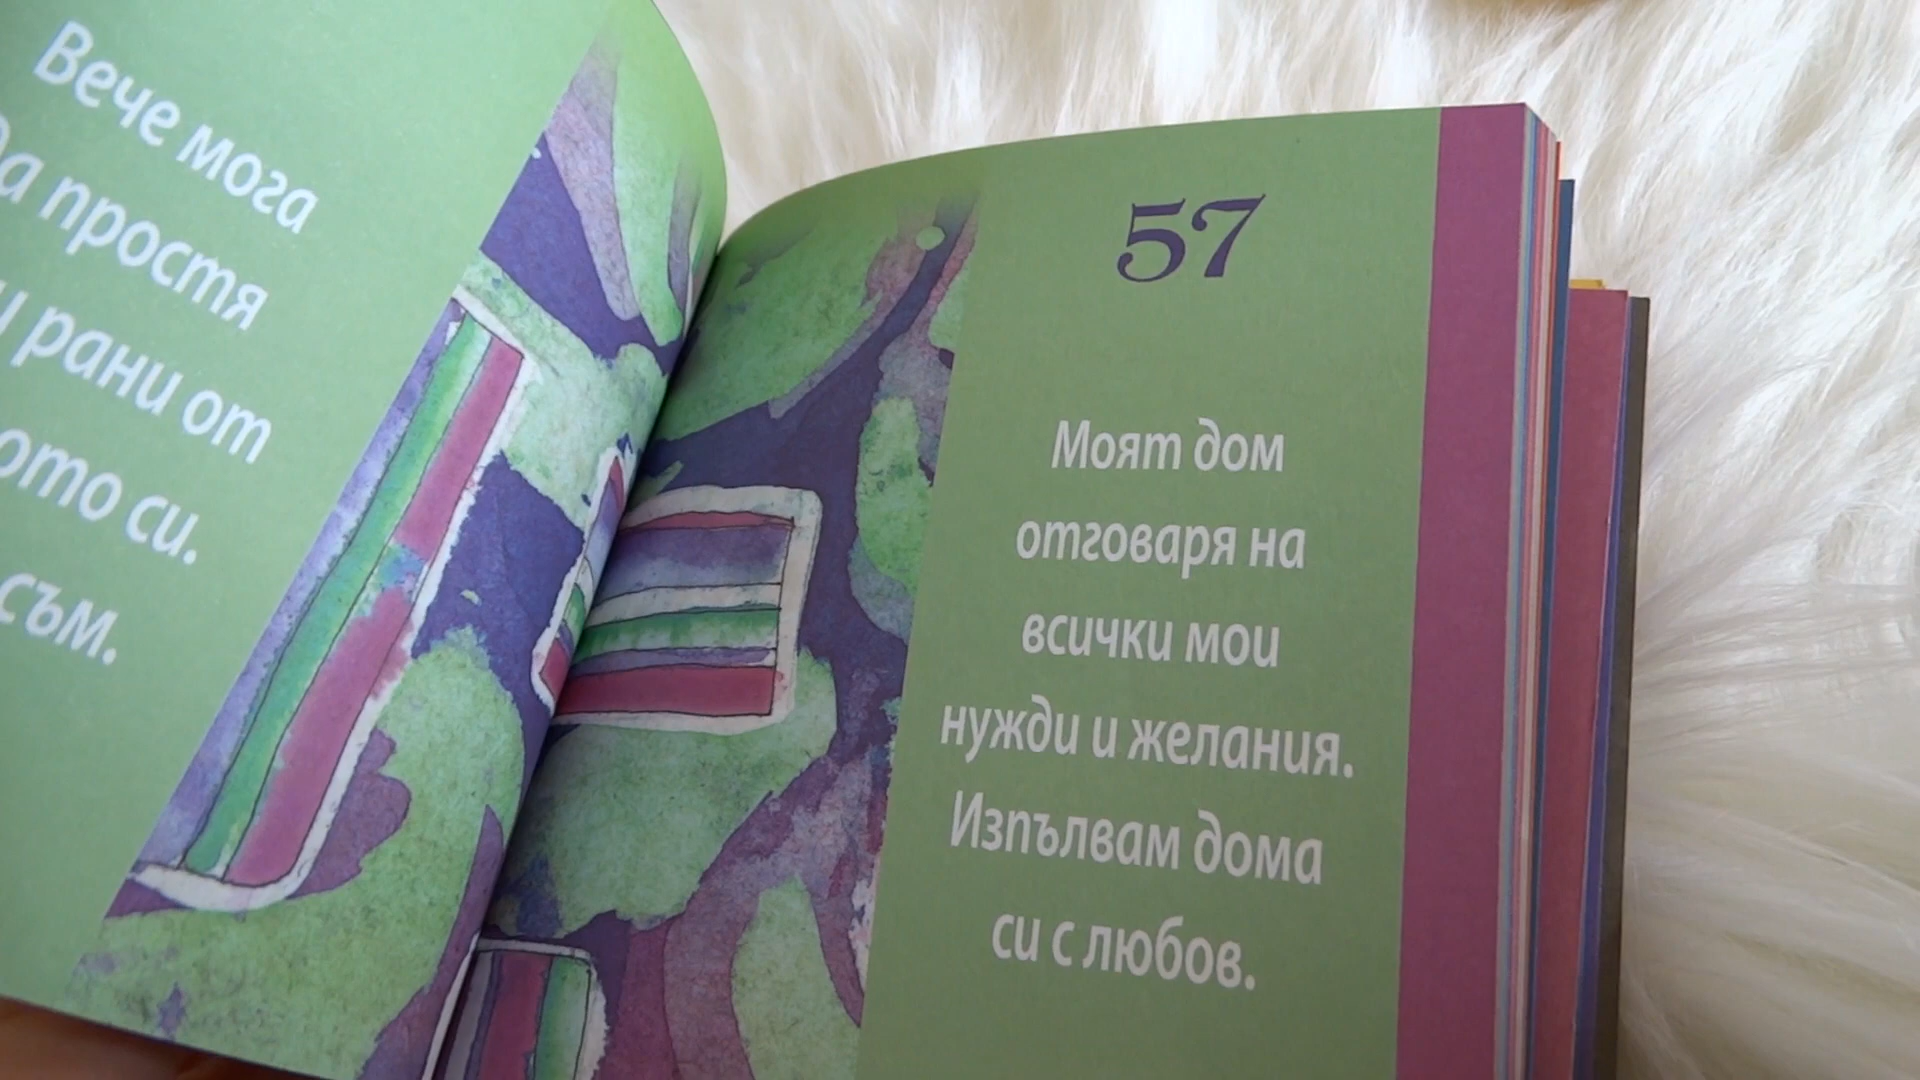 Вече мога
да простя
рани от
си.
съм.
57
Моят дом
отговаря на
всички мои
нужди и желания.
Изпълвам дома
си с любов.